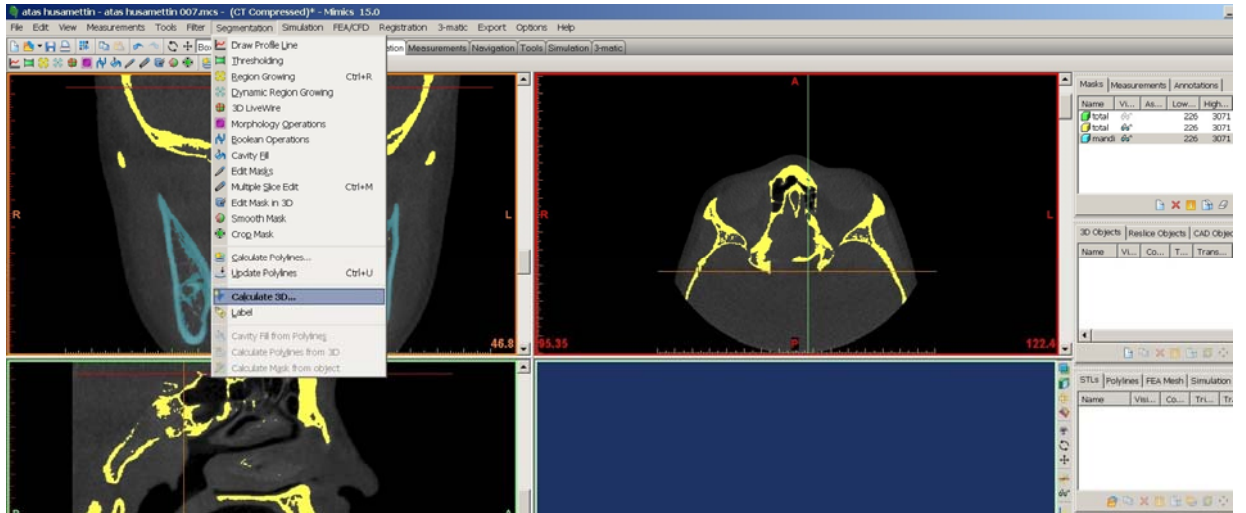 atas husamettin - atas husamettin 007.mcs - (CT Compressed)* - Mimics 15.0
File Edit View Measurements Tools Filter Segmentation Simulation FEA/CFD Registration 3-matic Export Options Help
Measurements Navigation Tools Simulation 3-matic
Draw Profile Line
Thresholding
Region Growing Ctrl+R
Dynamic Region Growing
3D LiveWire
Morphology Operations
Boolean Operations
Cavity Fill
Edit Masks
Multiple Slice Edit Ctrl+M
Edit Mask in 3D
Smooth Mask
Crop Mask
Calculate Polylines...
Update Polylines Ctrl+U
Calculate 3D...
Label
Cavity Fill from Polylines
Calculate Polylines from 3D
Calculate Mask from object
R
L
46.8
A
R
L
95.35
P
122.4
Masks Measurements Annotations
Name Vi... As... Low... High...
total 226 3071
total 226 3071
mandi 226 3071
3D Objects Reslice Objects CAD Objec
Name Vi... Co... T... Trans...
STLs Polylines FEA Mesh Simulation
Name Visi... Co... Tri... Tr